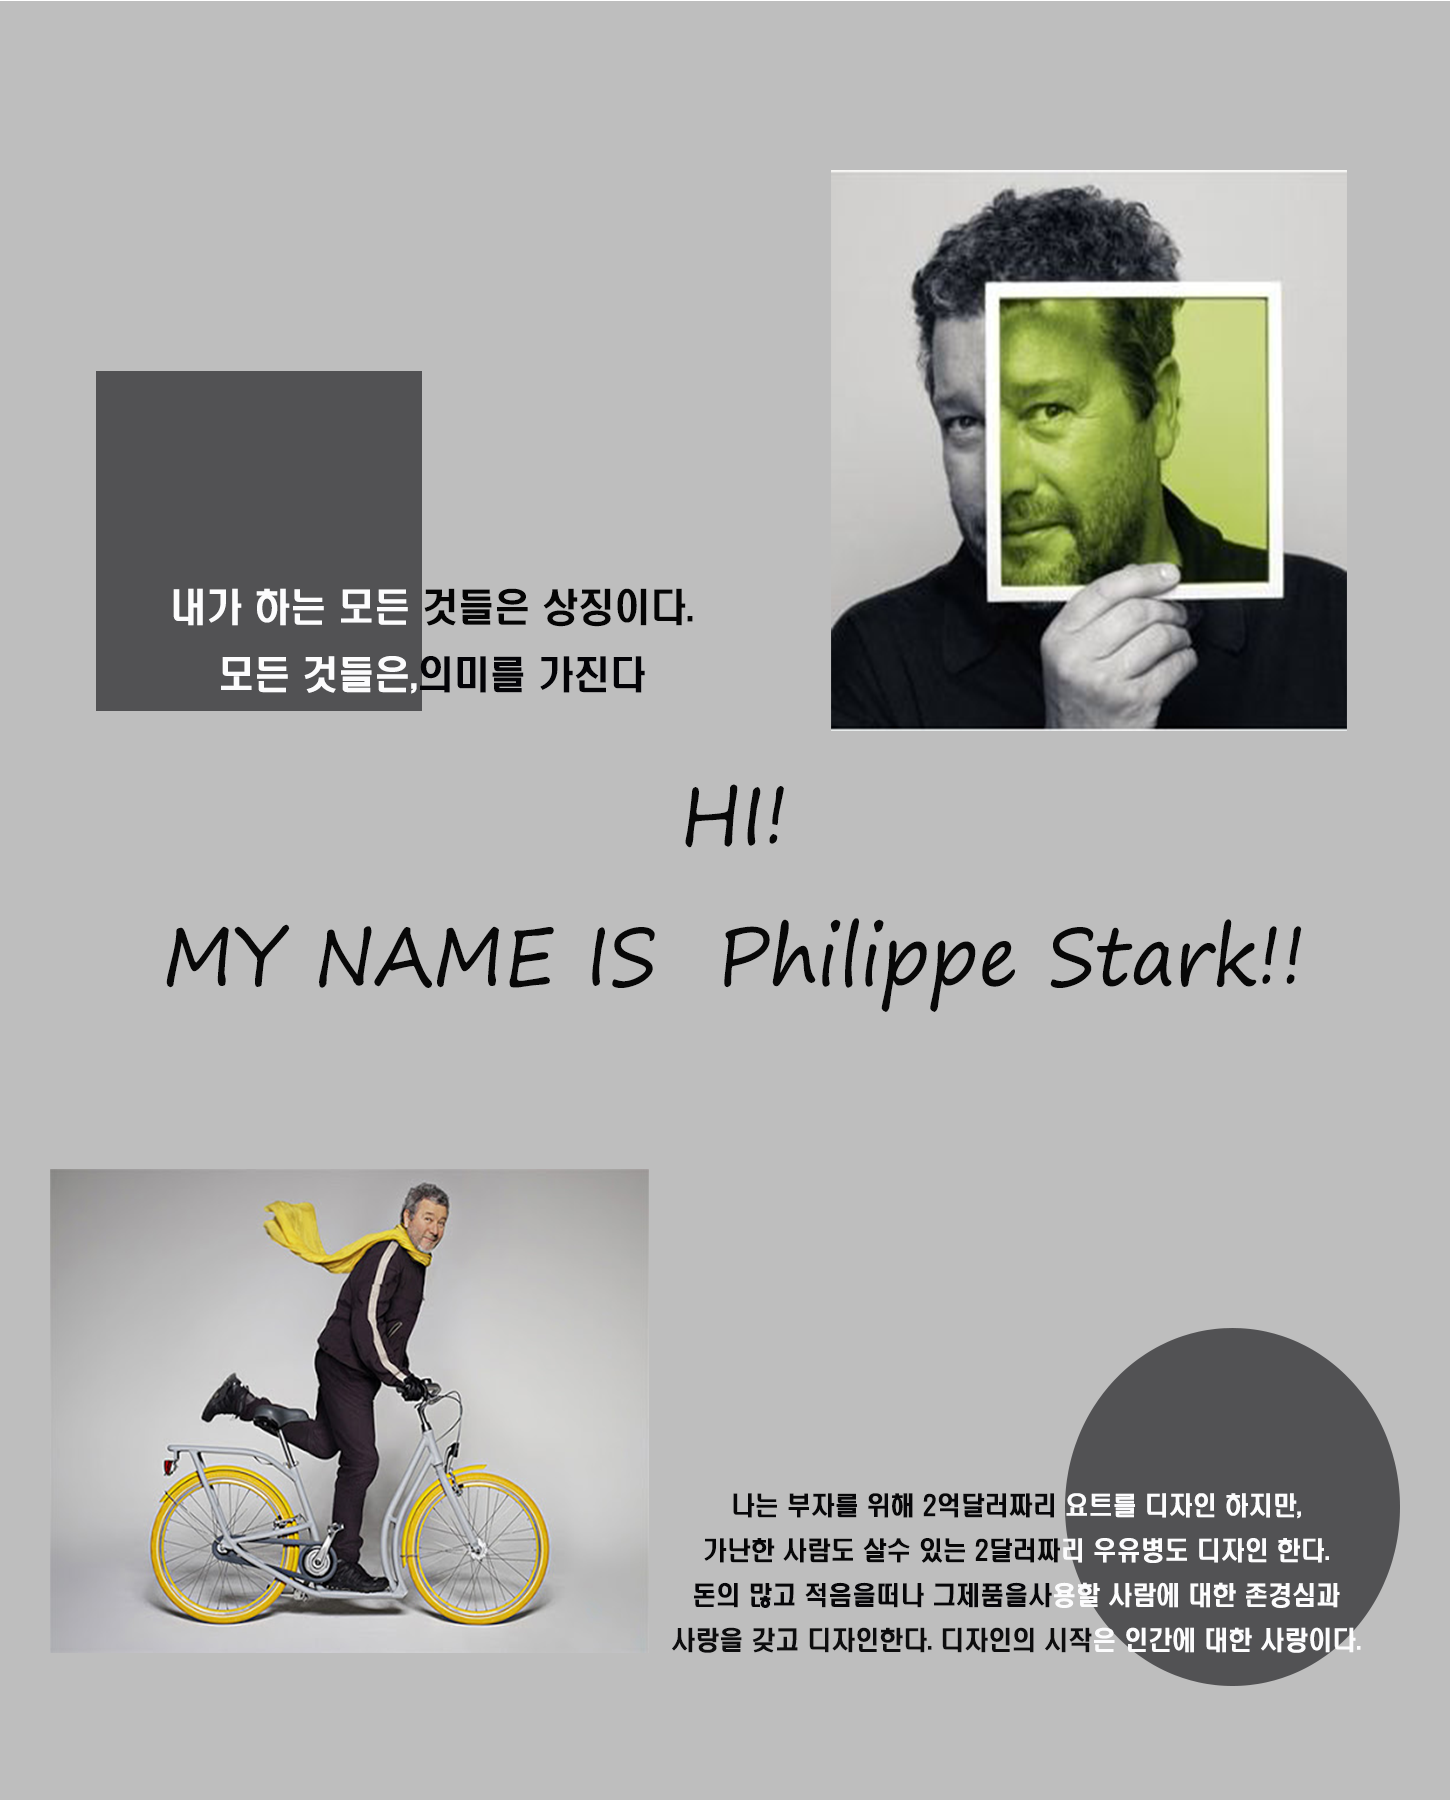 내가 하는 모든 것들은 상징이다.
모든 것들은,의미를 가진다
HI!
MY NAME IS Philippe Stark!!
나는 부자를 위해 2억달러짜리 요트를 디자인 하지만,
가난한 사람도 살수 있는 2달러짜리 우유병도 디자인 한다.
돈의 많고 적음을떠나 그제품을사용할 사람에 대한 존경심과
사랑을 갖고 디자인한다. 디자인의 시작은 인간에 대한 사랑이다.